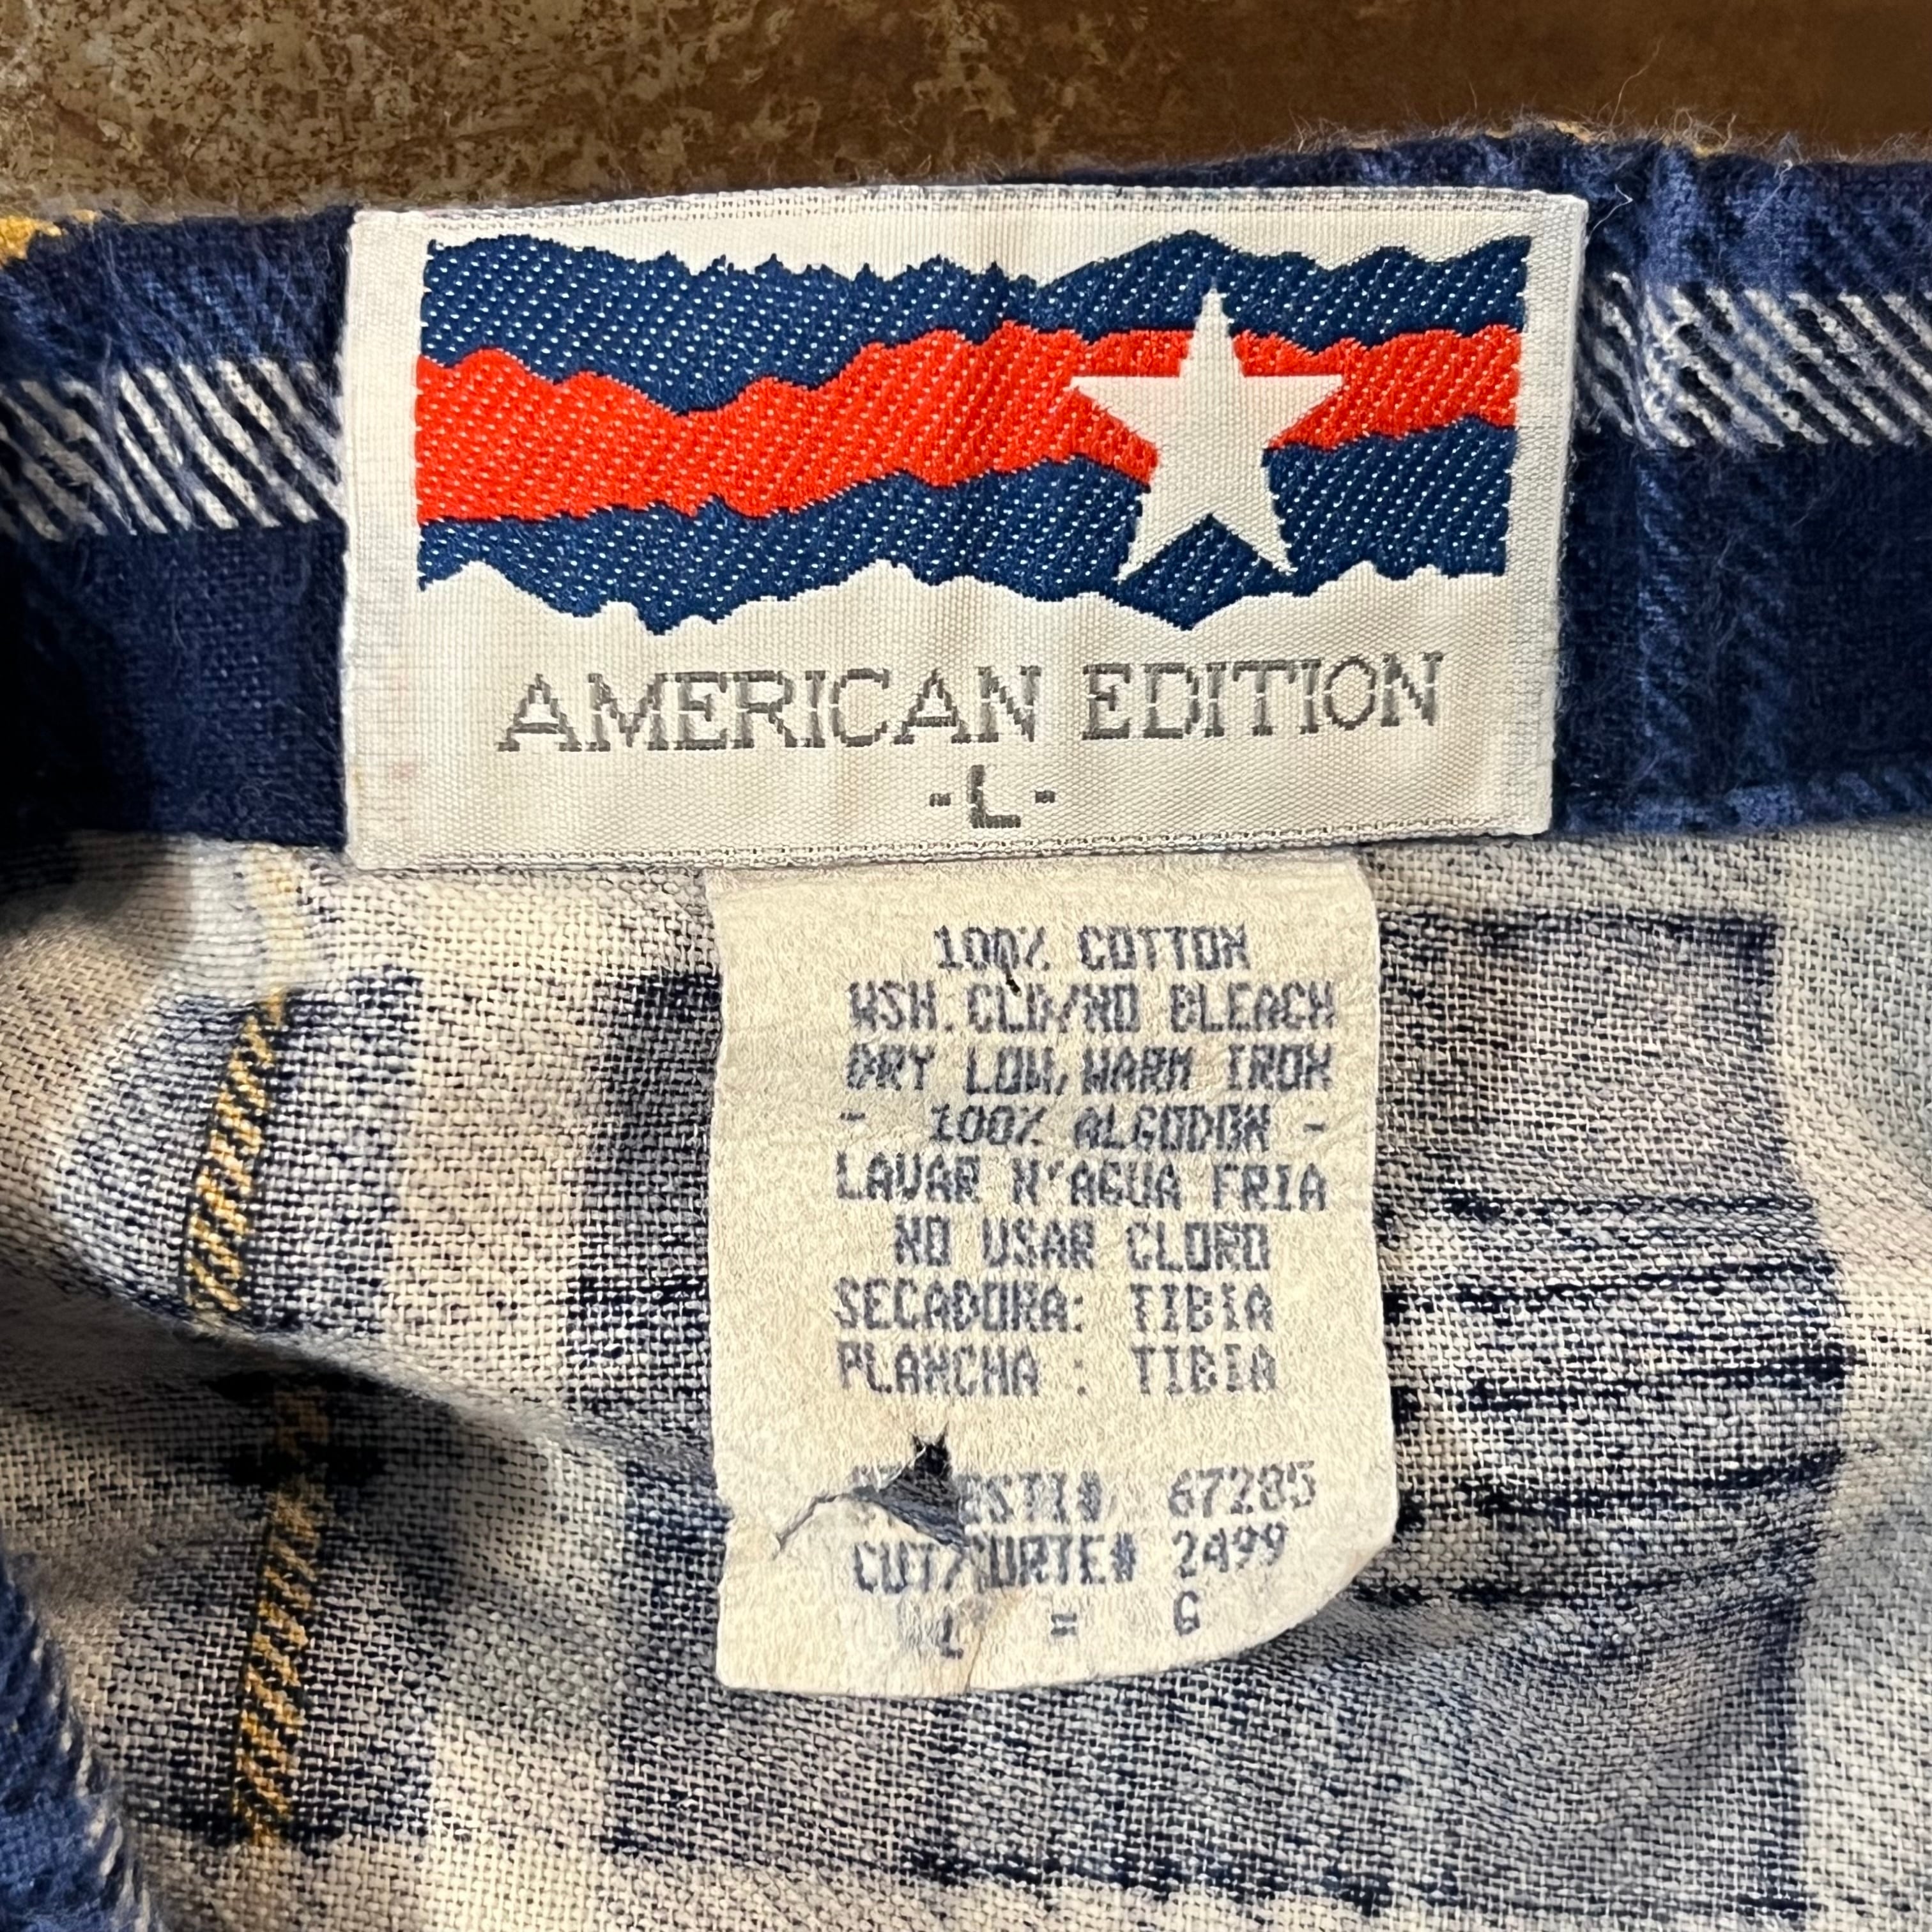 AMERICAN EDITION
-L-
100% COTTON
WSH.CLD/NO BLEACH
DRY LOW,WARM IRON
- 100% ALGODON -
LAVAR N'AGUA FRIA
NO USAR CLORO
SECADORA: TIBIA
PLANCHA : TIBIA
67285
CUT/CORTE# 2499
L = G